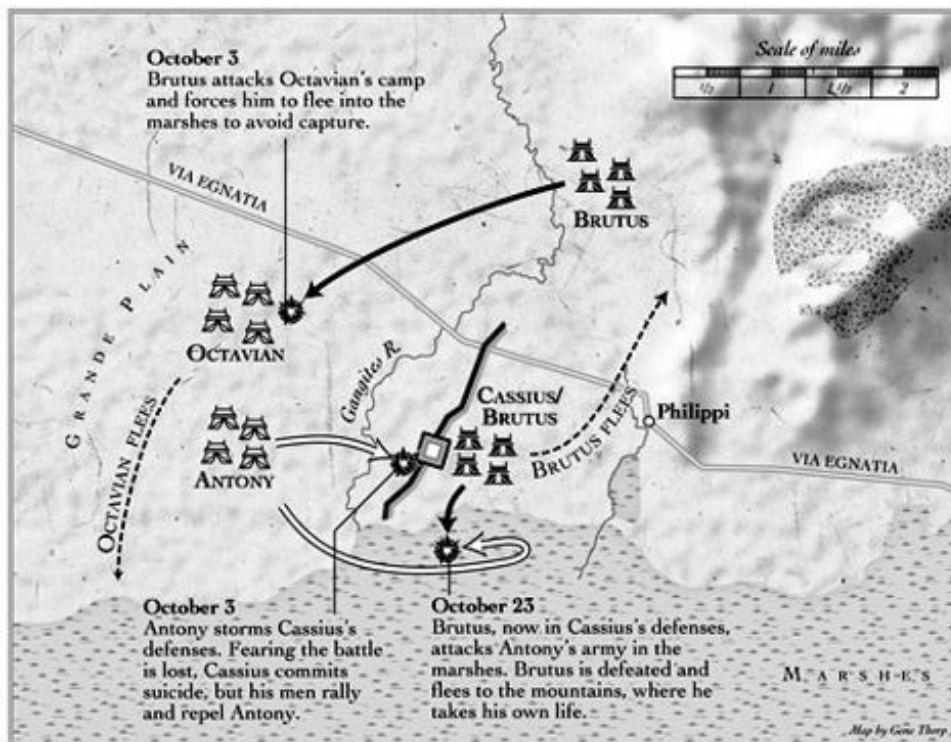 October 3
Brutus attacks Octavian's camp
and forces him to flee into the
marshes to avoid capture.
Scale of miles
1/2 1 1 1/2 2
VIA EGNATIA
BRUTUS
GRANDE PLAIN
OCTAVIAN
Gangites R.
CASSIUS/
BRUTUS
Philippi
BRUTUS FLEES
VIA EGNATIA
OCTAVIAN FLEES
ANTONY
October 3
Antony storms Cassius's
defenses. Fearing the battle
is lost, Cassius commits
suicide, but his men rally
and repel Antony.
October 23
Brutus, now in Cassius's defenses,
attacks Antony's army in the
marshes. Brutus is defeated and
flees to the mountains, where he
takes his own life.
MARSHES
Map by Gene Thorp